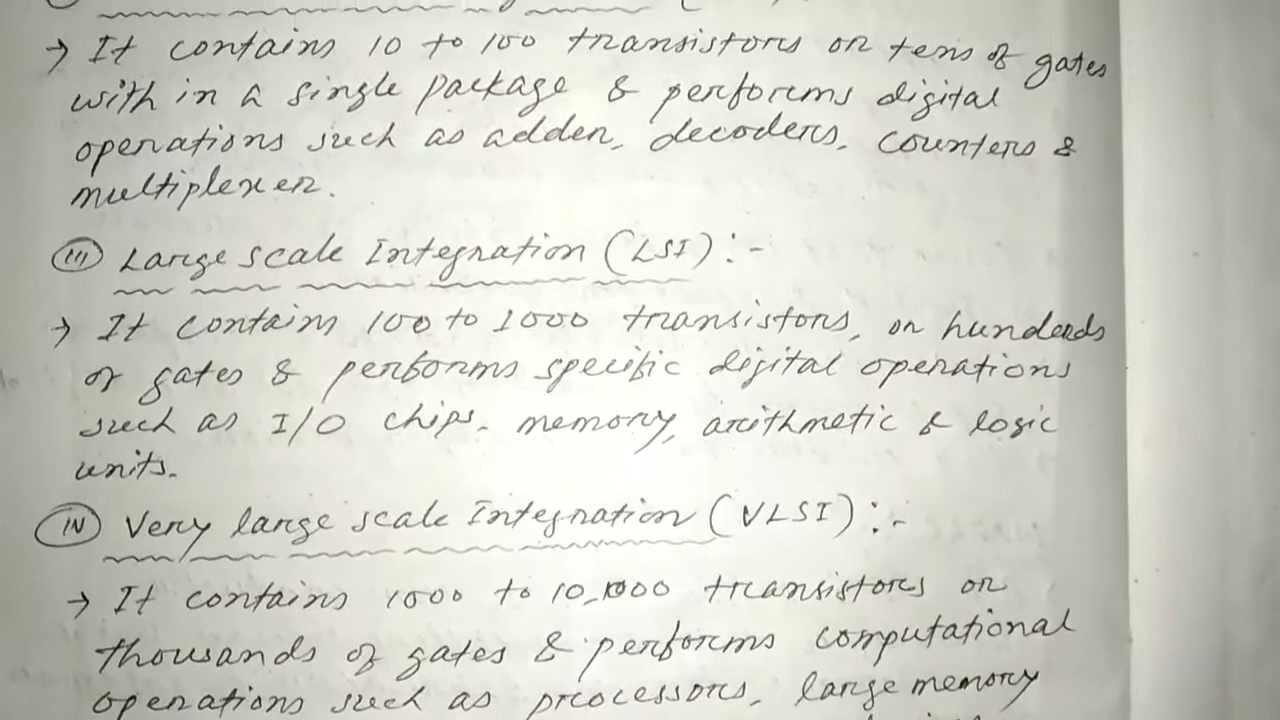 → It contains 10 to 100 transistors or tens of gates
with in a single package & performs digital
operations such as adder, decoders, counters &
multiplexer.
(III) Large scale Integration (LSI):-
→ It contains 100 to 1000 transistors, or hundeads
of gates & performs specific digital operations
such as I/O chips, memory, arithmetic & logic
units.
(IV) Very large scale Integration (VLSI):-
→ It contains 1000 to 10,000 transistors or
thousands of gates & performs computational
operations such as processors, large memory